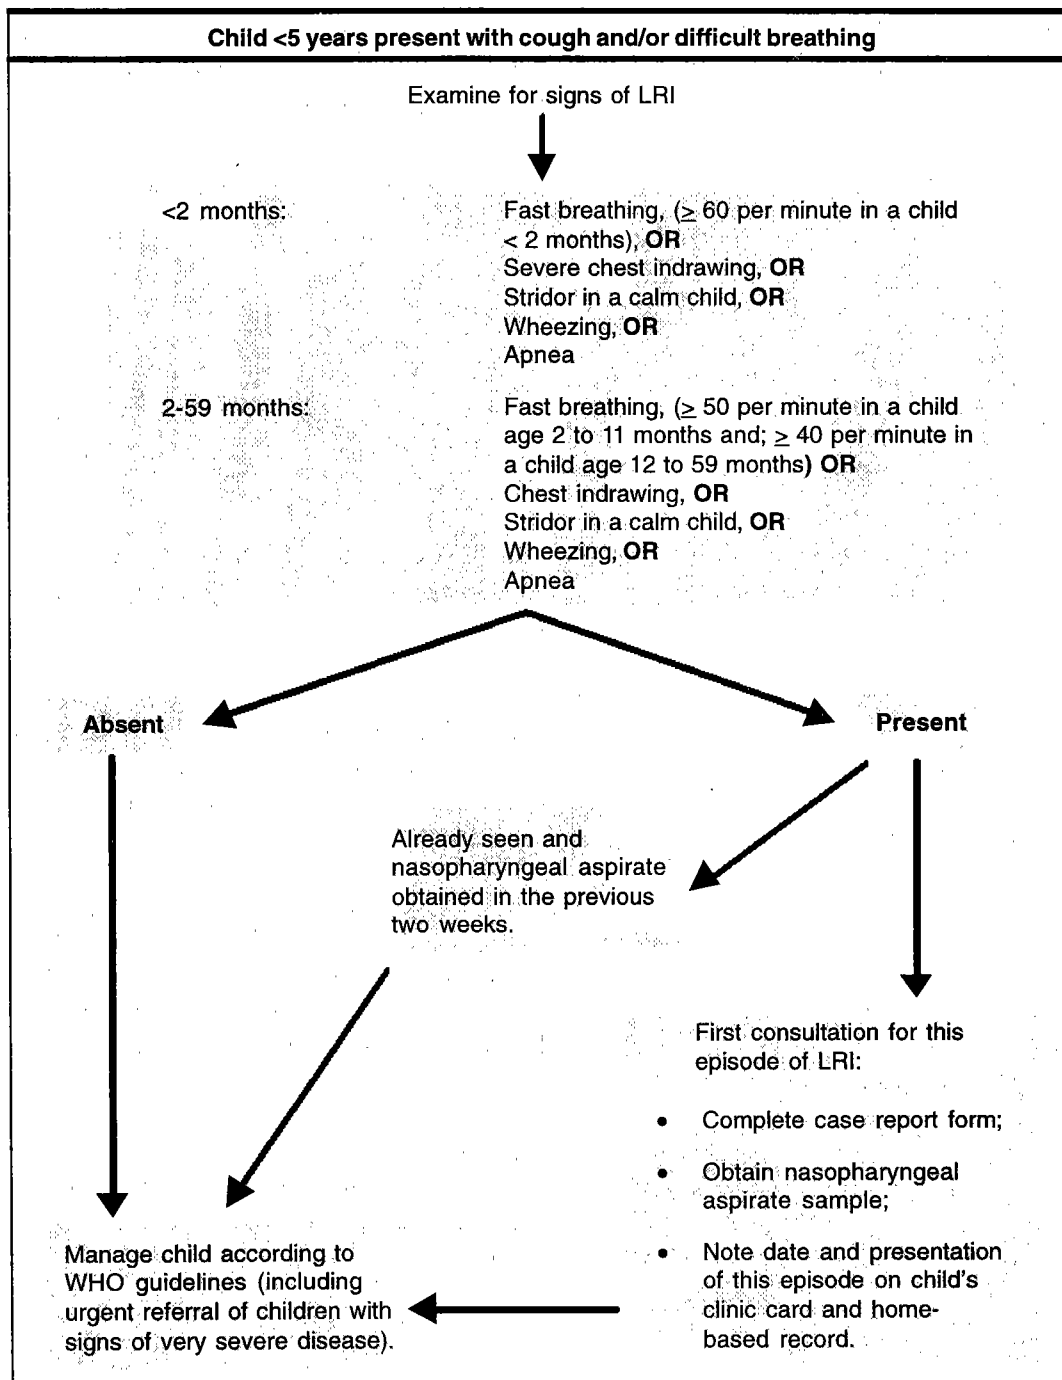 Child <5 years present with cough and/or difficult breathing
Examine for signs of LRI
<2 months:
Fast breathing, (≥ 60 per minute in a child
< 2 months), OR
Severe chest indrawing, OR
Stridor in a calm child, OR
Wheezing, OR
Apnea
2-59 months:
Fast breathing, (≥ 50 per minute in a child
age 2 to 11 months and; ≥ 40 per minute in
a child age 12 to 59 months) OR
Chest indrawing, OR
Stridor in a calm child, OR
Wheezing, OR
Apnea
Absent
Present
Already seen and
nasopharyngeal aspirate
obtained in the previous
two weeks.
First consultation for this
episode of LRI:
• Complete case report form;
• Obtain nasopharyngeal
aspirate sample;
• Note date and presentation
of this episode on child's
clinic card and home-
based record.
Manage child according to
WHO guidelines (including
urgent referral of children with
signs of very severe disease).